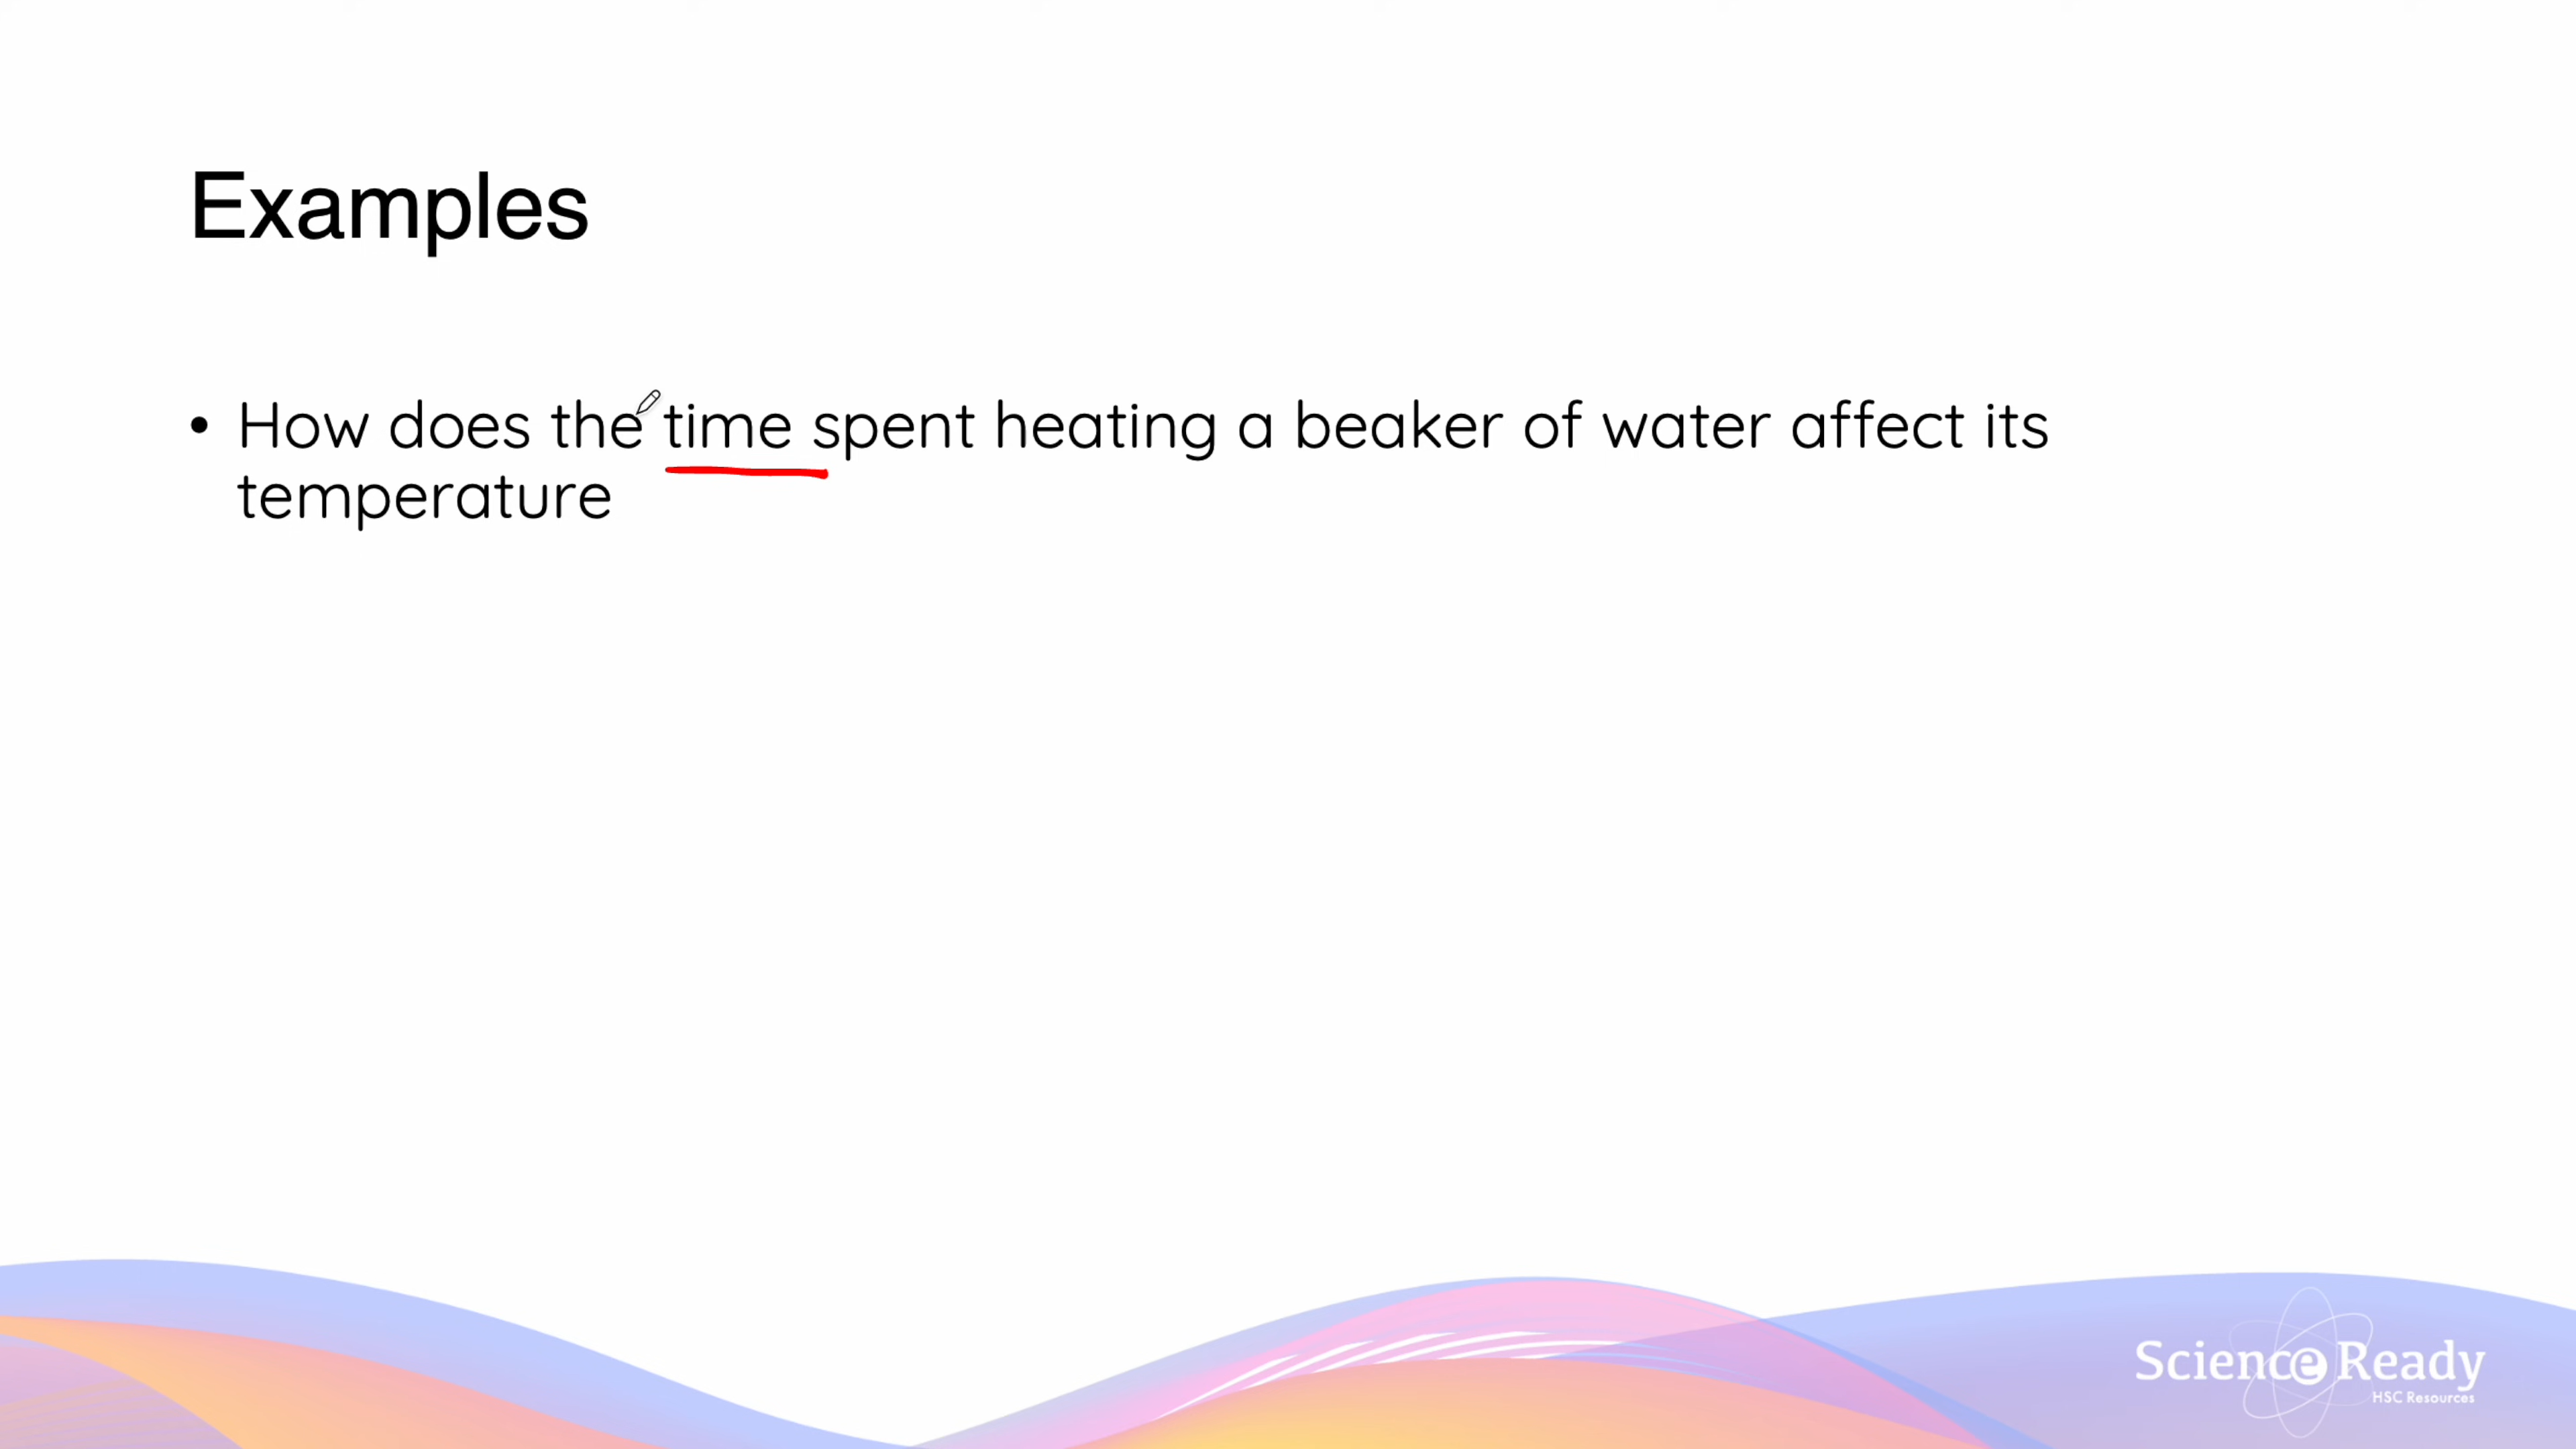 Examples
• How does the time spent heating a beaker of water affect its
temperature
Science Ready
HSC Resources